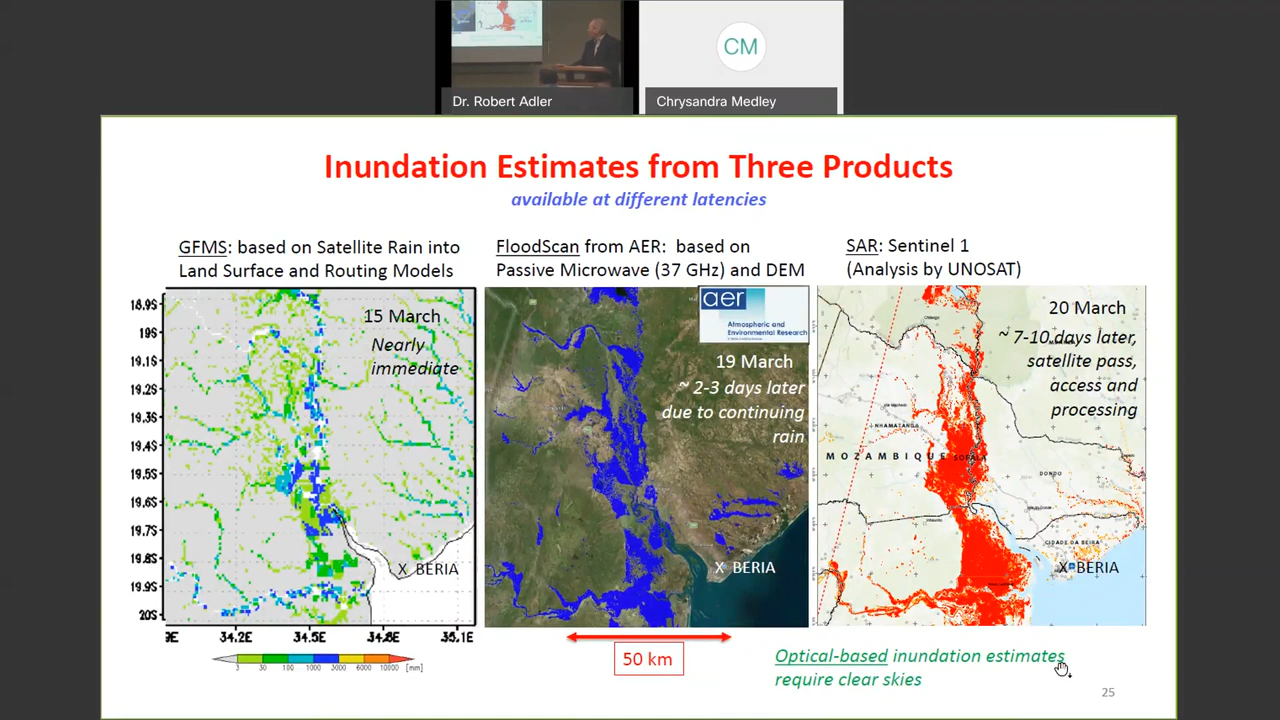 Dr. Robert Adler
CM
Chrysandra Medley
Inundation Estimates from Three Products
available at different latencies
GFMS: based on Satellite Rain into
Land Surface and Routing Models
FloodScan from AER: based on
Passive Microwave (37 GHz) and DEM
SAR: Sentinel 1
(Analysis by UNOSAT)
18.9S
19S
19.1S
19.2S
19.3S
19.4S
19.5S
19.6S
19.7S
19.8S
19.9S
20S
15 March
Nearly
immediate
X BERIA
34.2E
34.5E
34.8E
35.1E
3 30 100 1000 3000 6000 10000 [mm]
aer
Atmospheric and
Environmental Research
19 March
~ 2-3 days later
due to continuing
rain
X BERIA
50 km
20 March
~ 7-10 days later,
satellite pass,
access and
processing
NHAMATANDA
MOZAMBIQUE
SOFALA
DONDO
CIDADE DA BEIRA
X BERIA
Optical-based inundation estimates
require clear skies
25